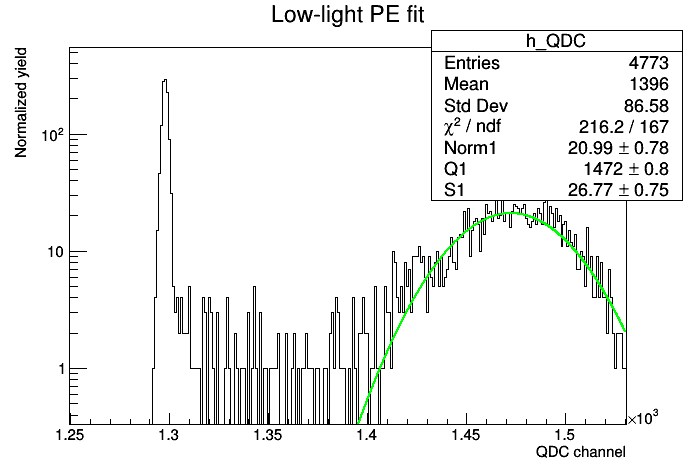 Low-light PE fit
h_QDC
Entries 4773
Mean 1396
Std Dev 86.58
χ² / ndf 216.2 / 167
Norm1 20.99 ± 0.78
Q1 1472 ± 0.8
S1 26.77 ± 0.75
Normalized yield
10²
10
1
1.25 1.3 1.35 1.4 1.45 1.5 ×10³
QDC channel